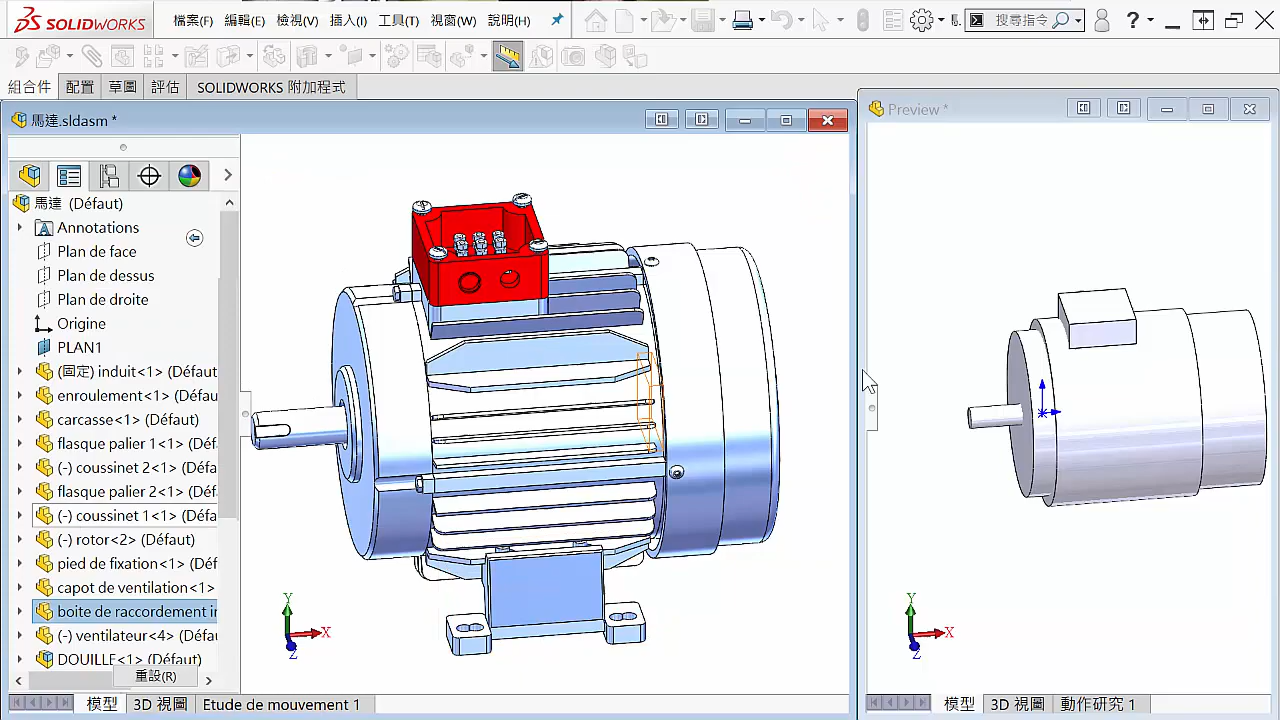 SOLIDWORKS
檔案(F) 編輯(E) 檢視(V) 插入(I) 工具(T) 視窗(W) 說明(H)
搜尋指令
組合件 配置 草圖 評估 SOLIDWORKS 附加程式
馬達.sldasm *
Preview *
馬達 (Défaut)
Annotations
Plan de face
Plan de dessus
Plan de droite
Origine
PLAN1
(固定) induit<1> (Défaut
enroulement<1> (Défau
carcasse<1> (Défaut)
flasque palier 1<1> (Défa
(-) coussinet 2<1> (Défa
flasque palier 2<1> (Défa
(-) coussinet 1<1> (Défa
(-) rotor<2> (Défaut)
pied de fixation<1> (Défa
capot de ventilation<1>
boite de raccordement in
(-) ventilateur<4> (Défau
DOUILLE<1> (Défaut)
重設(R)
Y
X
Z
Y
X
Z
模型 3D 視圖 Etude de mouvement 1
模型 3D 視圖 動作研究 1